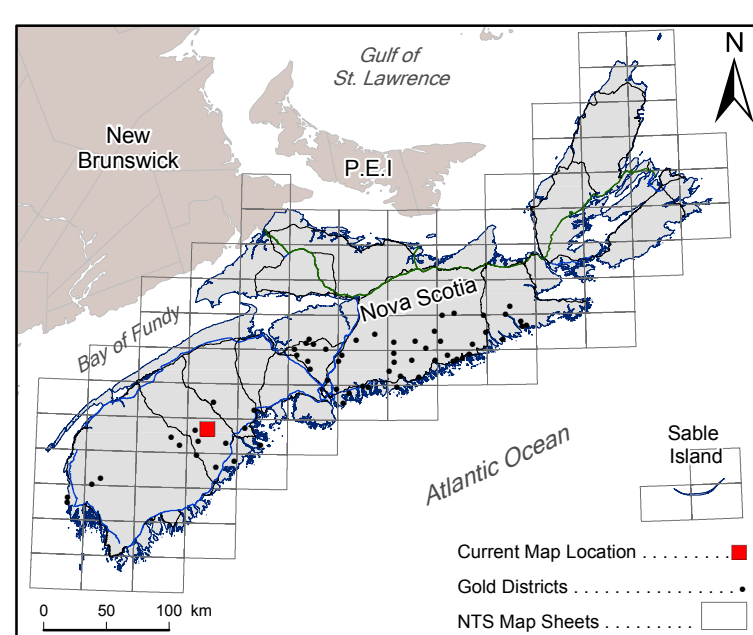 N
Gulf of
St. Lawrence
New
Brunswick
P.E.I
Nova Scotia
Bay of Fundy
Sable
Island
Atlantic Ocean
Current Map Location . . . . . . . . .
Gold Districts . . . . . . . . . . . . . . . . .
NTS Map Sheets . . . . . . . . .
0 50 100 km